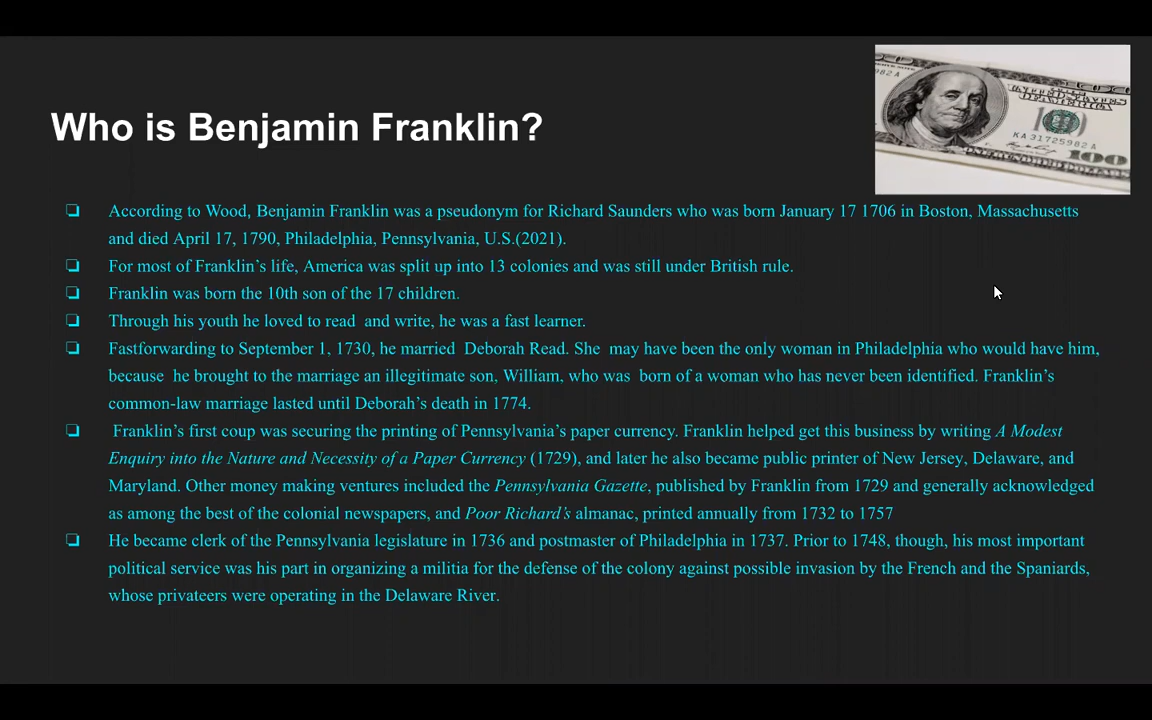 Who is Benjamin Franklin?
982 A
UNITED STATES
OF AMERICA
100
KA 31725982 A
100
❏ According to Wood, Benjamin Franklin was a pseudonym for Richard Saunders who was born January 17 1706 in Boston, Massachusetts
and died April 17, 1790, Philadelphia, Pennsylvania, U.S.(2021).
❏ For most of Franklin’s life, America was split up into 13 colonies and was still under British rule.
❏ Franklin was born the 10th son of the 17 children.
❏ Through his youth he loved to read  and write, he was a fast learner.
❏ Fastforwarding to September 1, 1730, he married  Deborah Read. She  may have been the only woman in Philadelphia who would have him,
because  he brought to the marriage an illegitimate son, William, who was  born of a woman who has never been identified. Franklin’s
common-law marriage lasted until Deborah’s death in 1774.
❏ Franklin’s first coup was securing the printing of Pennsylvania’s paper currency. Franklin helped get this business by writing A Modest
Enquiry into the Nature and Necessity of a Paper Currency (1729), and later he also became public printer of New Jersey, Delaware, and
Maryland. Other money making ventures included the Pennsylvania Gazette, published by Franklin from 1729 and generally acknowledged
as among the best of the colonial newspapers, and Poor Richard’s almanac, printed annually from 1732 to 1757
❏ He became clerk of the Pennsylvania legislature in 1736 and postmaster of Philadelphia in 1737. Prior to 1748, though, his most important
political service was his part in organizing a militia for the defense of the colony against possible invasion by the French and the Spaniards,
whose privateers were operating in the Delaware River.